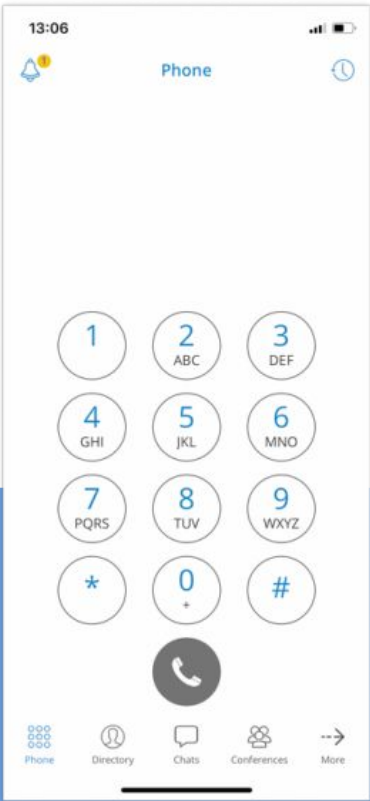 13:06
1
Phone
1 2 3
ABC DEF
4 5 6
GHI JKL MNO
7 8 9
PQRS TUV WXYZ
* 0 #
+
Phone Directory Chats Conferences More